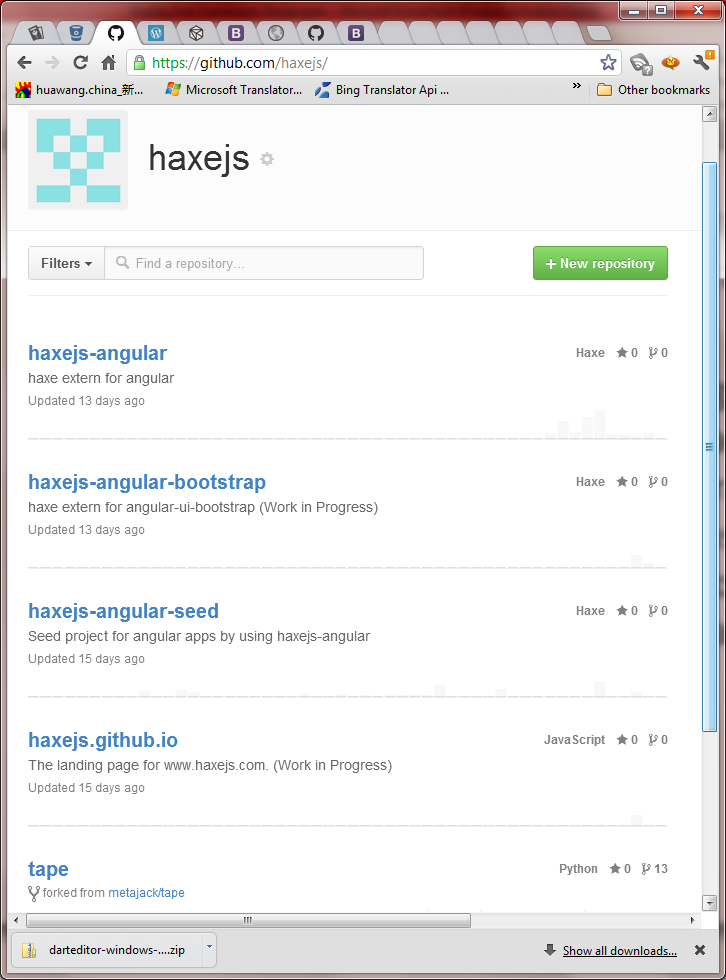 https://github.com/haxejs/
huawang.china_新... Microsoft Translator... Bing Translator Api ... » Other bookmarks
haxejs
Filters Find a repository… + New repository
haxejs-angular Haxe 0 0
haxe extern for angular
Updated 13 days ago
haxejs-angular-bootstrap Haxe 0 0
haxe extern for angular-ui-bootstrap (Work in Progress)
Updated 13 days ago
haxejs-angular-seed Haxe 0 0
Seed project for angular apps by using haxejs-angular
Updated 15 days ago
haxejs.github.io JavaScript 0 0
The landing page for www.haxejs.com. (Work in Progress)
Updated 15 days ago
tape Python 0 13
forked from metajack/tape
darteditor-windows-....zip Show all downloads...